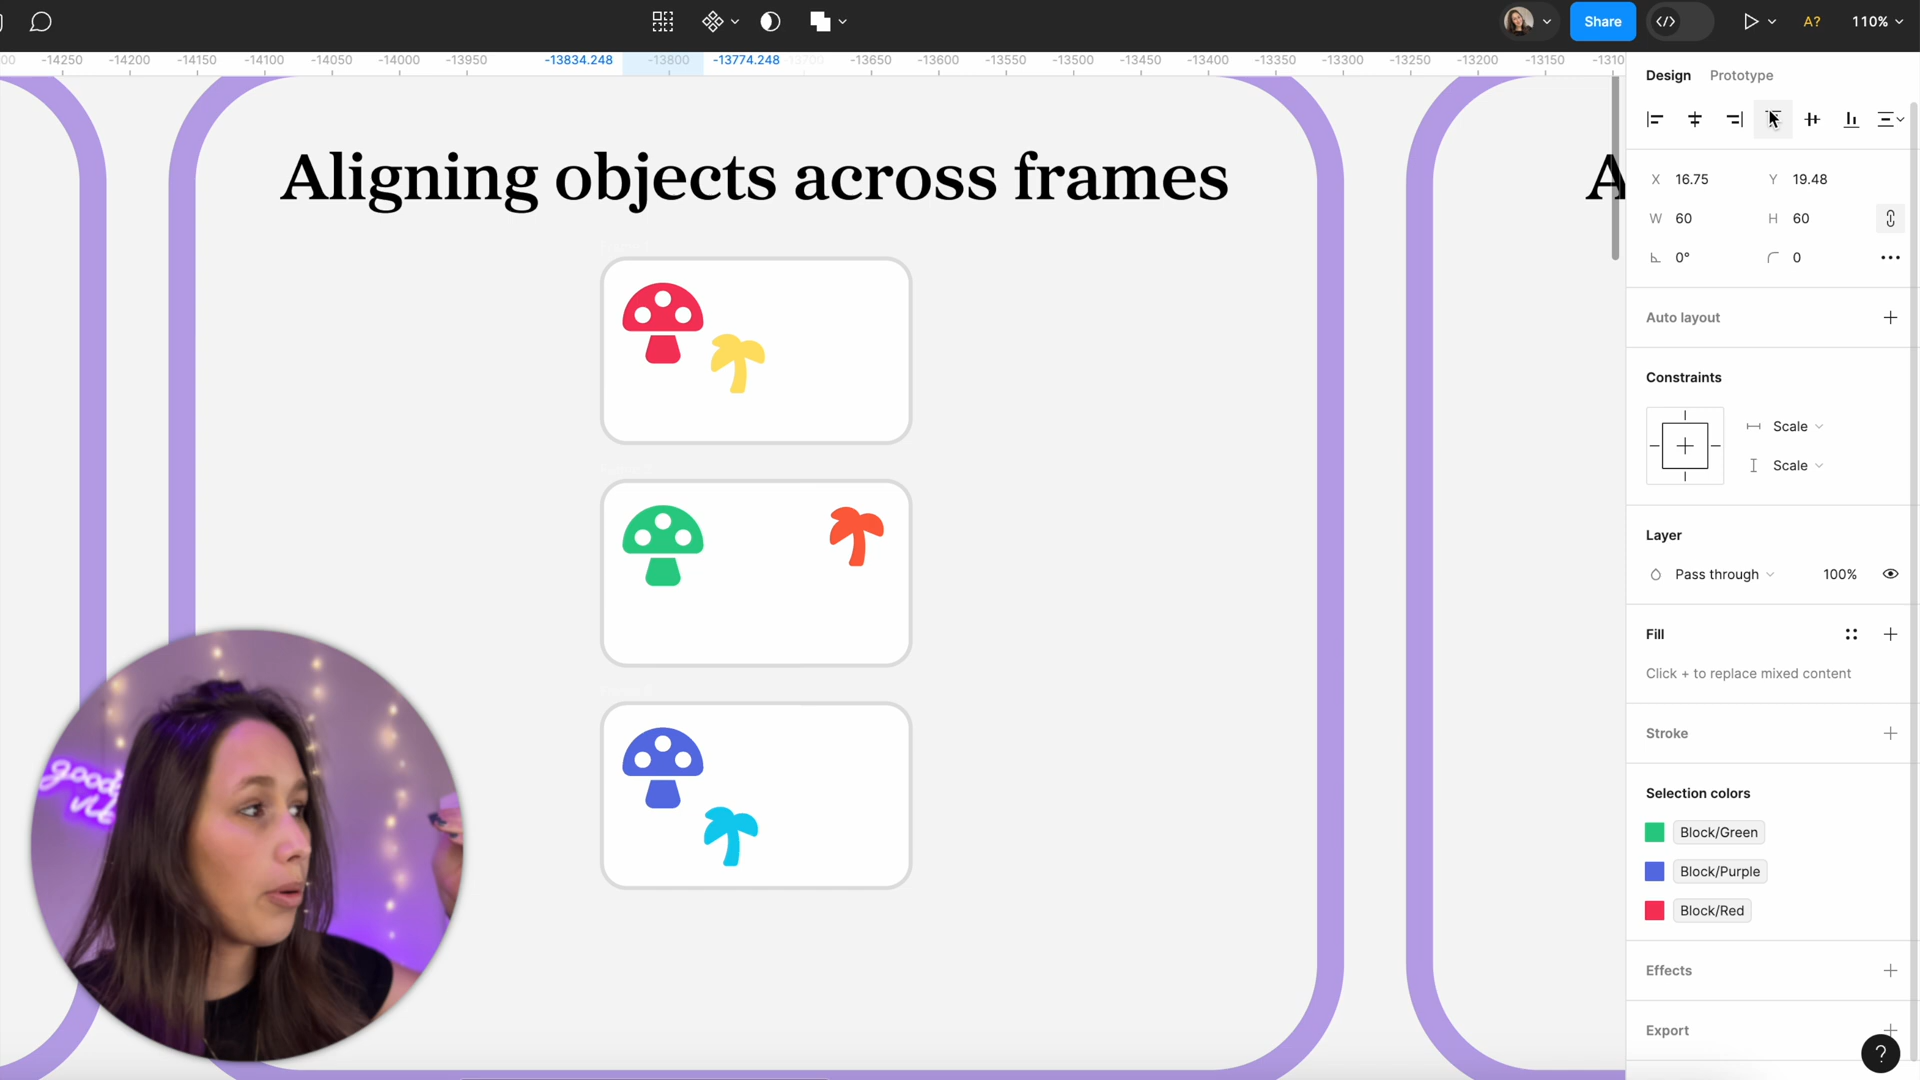 Share
A?
110%
-14250
-14200
-14150
-14100
-14050
-14000
-13950
-13834.248
-13800
-13774.248
-13650
-13600
-13550
-13500
-13450
-13400
-13350
-13300
-13250
-13200
-13150
Design
Prototype
Aligning objects across frames
A
X 16.75
Y 19.48
W 60
H 60
0°
0
Auto layout
Constraints
Scale
Scale
Layer
Pass through
100%
Fill
Click + to replace mixed content
Stroke
Selection colors
Block/Green
Block/Purple
Block/Red
Effects
Export
?
good